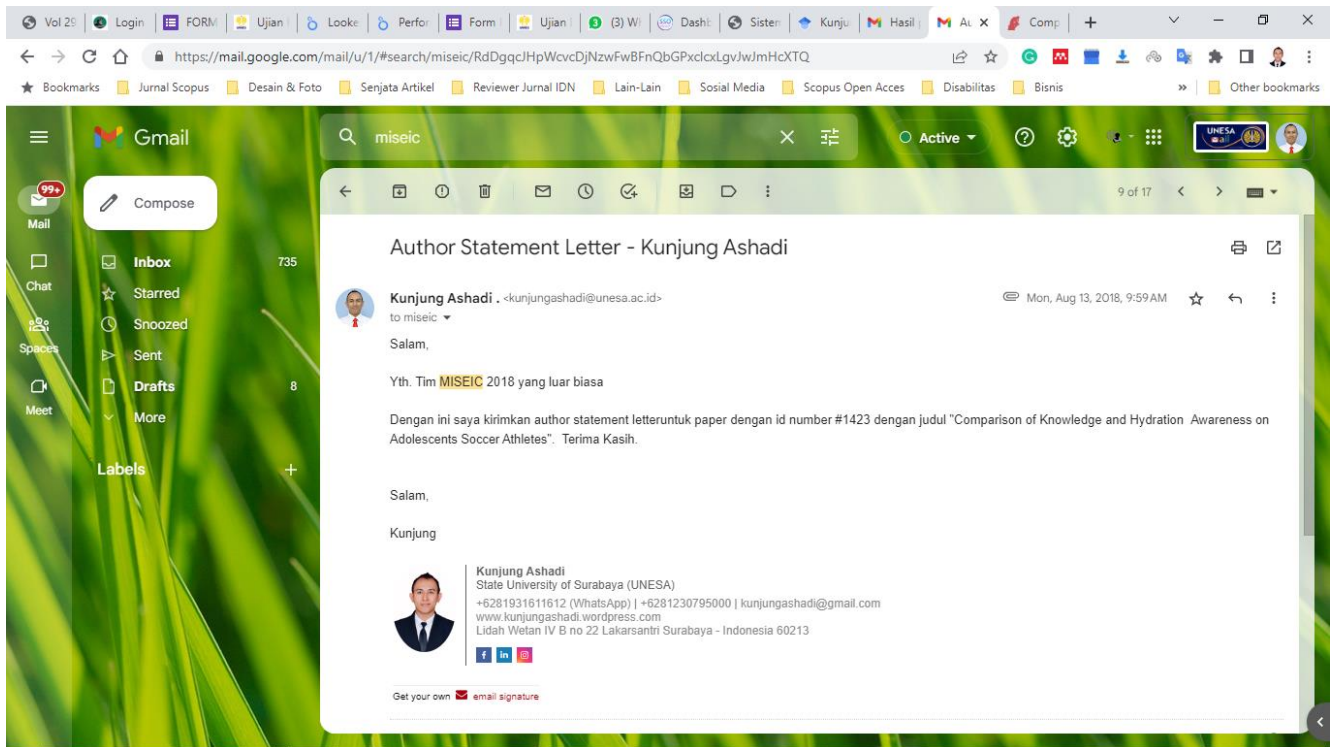 Vol 29 Login FORM Ujian Looke Perfor Form Ujian (3) Wh Dashb Sistem Kunju Hasil Au Comp
https://mail.google.com/mail/u/1/#search/miseic/RdDgqcJHpWcvcDjNzwFwBFnQbGPxclcxLgvJwJmHcXTQ
Bookmarks Jurnal Scopus Desain & Foto Senjata Artikel Reviewer Jurnal IDN Lain-Lain Sosial Media Scopus Open Acces Disabilitas Bisnis » Other bookmarks
Gmail miseic Active UNESA
99+
Mail
Chat
Spaces
Meet
Compose
Inbox 735
Starred
Snoozed
Sent
Drafts 8
More
Labels
9 of 17
Author Statement Letter - Kunjung Ashadi
Kunjung Ashadi . <kunjungashadi@unesa.ac.id> Mon, Aug 13, 2018, 9:59 AM
to miseic
Salam,
Yth. Tim MISEIC 2018 yang luar biasa
Dengan ini saya kirimkan author statement letteruntuk paper dengan id number #1423 dengan judul "Comparison of Knowledge and Hydration Awareness on
Adolescents Soccer Athletes". Terima Kasih.
Salam,
Kunjung
Kunjung Ashadi
State University of Surabaya (UNESA)
+6281931611612 (WhatsApp) | +6281230795000 | kunjungashadi@gmail.com
www.kunjungashadi.wordpress.com
Lidah Wetan IV B no 22 Lakarsantri Surabaya - Indonesia 60213
Get your own email signature